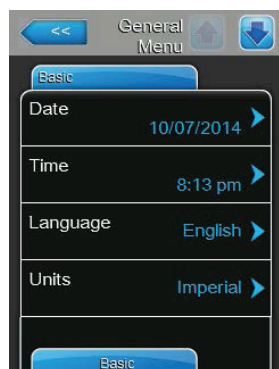 <<
General
Menu
Basic
Date
10/07/2014
Time
8:13 pm
Language
English
Units
Imperial
Basic